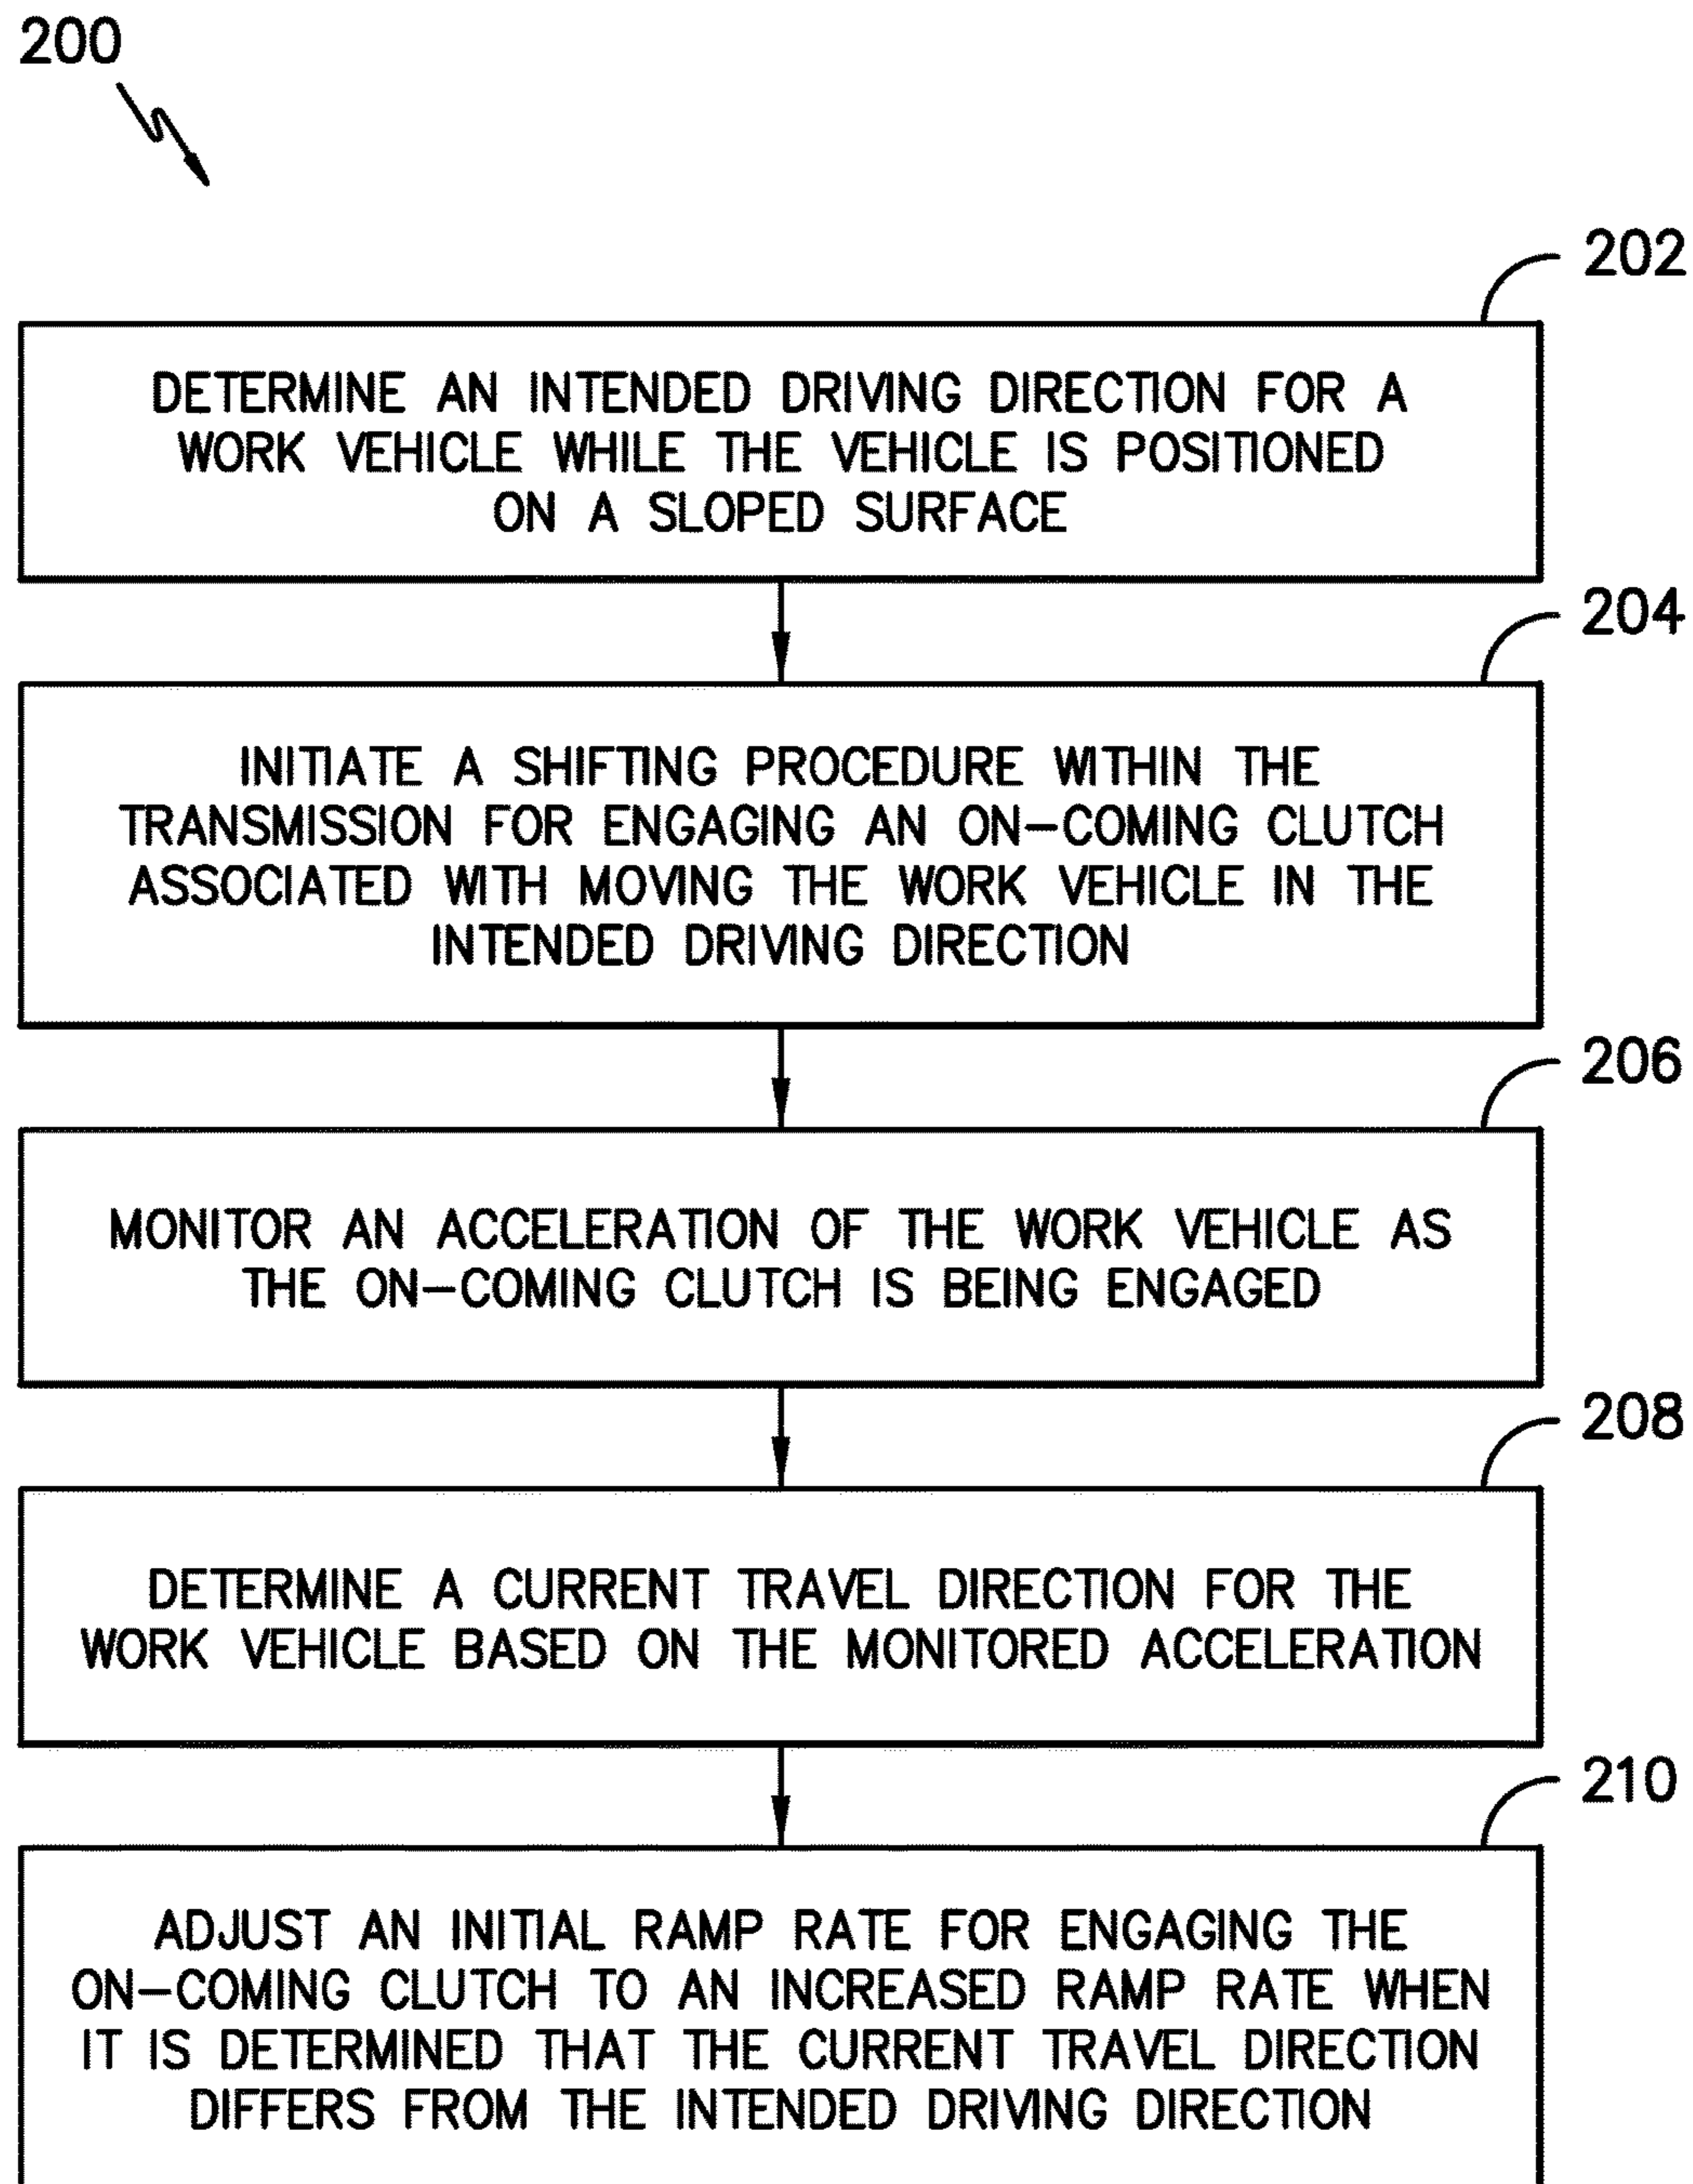 200
202
DETERMINE AN INTENDED DRIVING DIRECTION FOR A
WORK VEHICLE WHILE THE VEHICLE IS POSITIONED
ON A SLOPED SURFACE
204
INITIATE A SHIFTING PROCEDURE WITHIN THE
TRANSMISSION FOR ENGAGING AN ON-COMING CLUTCH
ASSOCIATED WITH MOVING THE WORK VEHICLE IN THE
INTENDED DRIVING DIRECTION
206
MONITOR AN ACCELERATION OF THE WORK VEHICLE AS
THE ON-COMING CLUTCH IS BEING ENGAGED
208
DETERMINE A CURRENT TRAVEL DIRECTION FOR THE
WORK VEHICLE BASED ON THE MONITORED ACCELERATION
210
ADJUST AN INITIAL RAMP RATE FOR ENGAGING THE
ON-COMING CLUTCH TO AN INCREASED RAMP RATE WHEN
IT IS DETERMINED THAT THE CURRENT TRAVEL DIRECTION
DIFFERS FROM THE INTENDED DRIVING DIRECTION